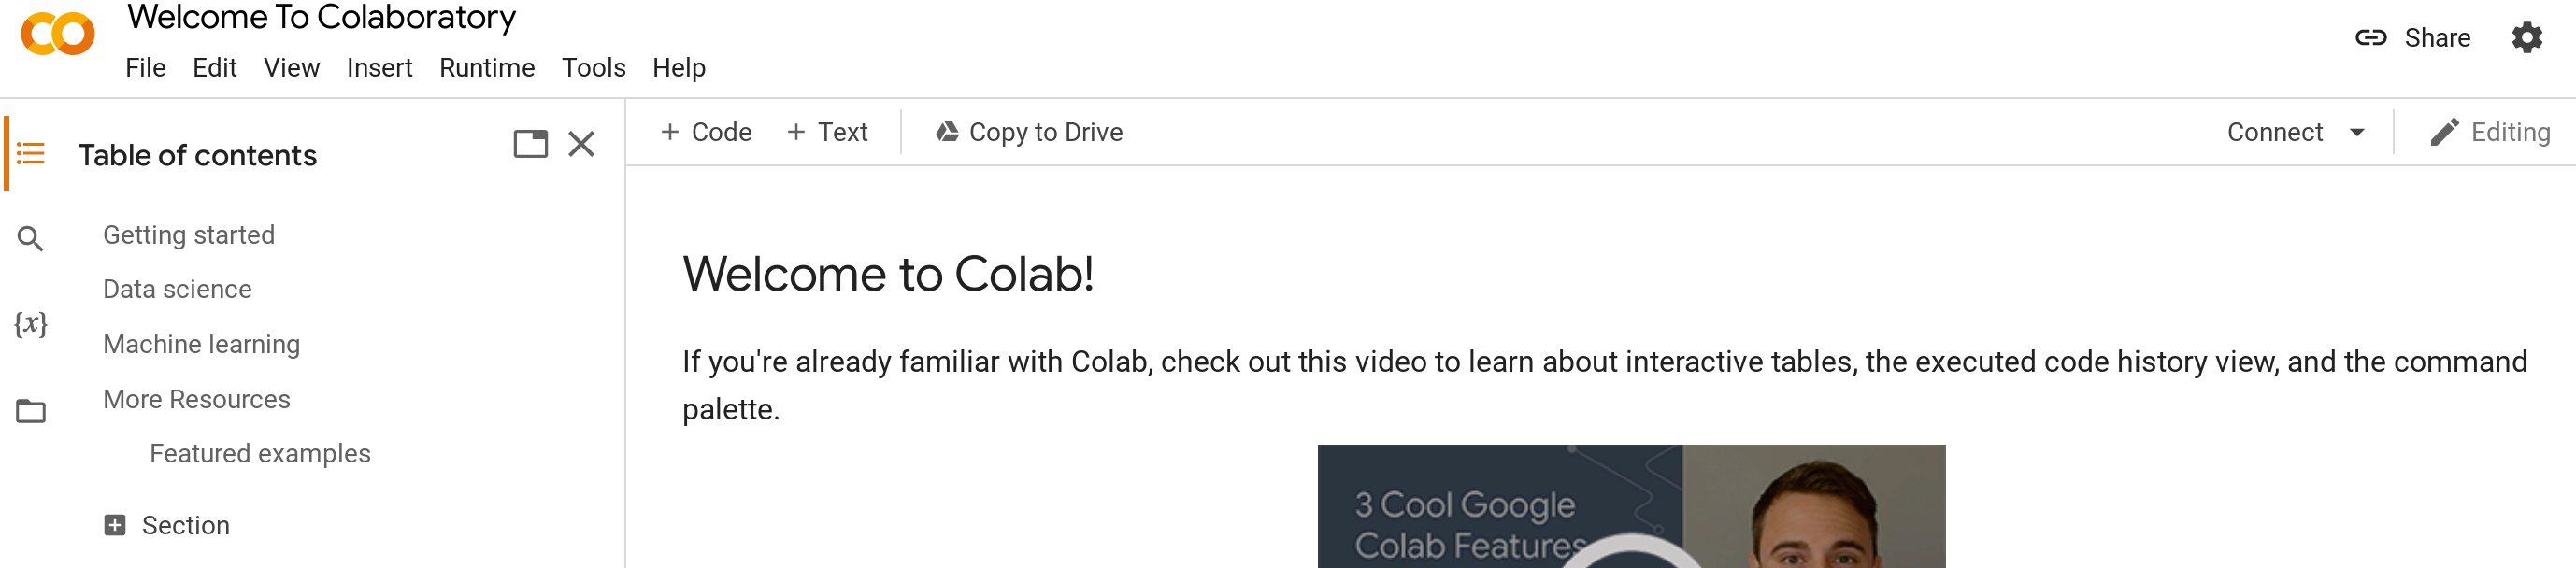 Welcome To Colaboratory
File Edit View Insert Runtime Tools Help
Share
Table of contents
Getting started
Data science
{x}
Machine learning
More Resources
Featured examples
Section
+ Code + Text Copy to Drive
Connect Editing
Welcome to Colab!
If you're already familiar with Colab, check out this video to learn about interactive tables, the executed code history view, and the command
palette.
3 Cool Google
Colab Features